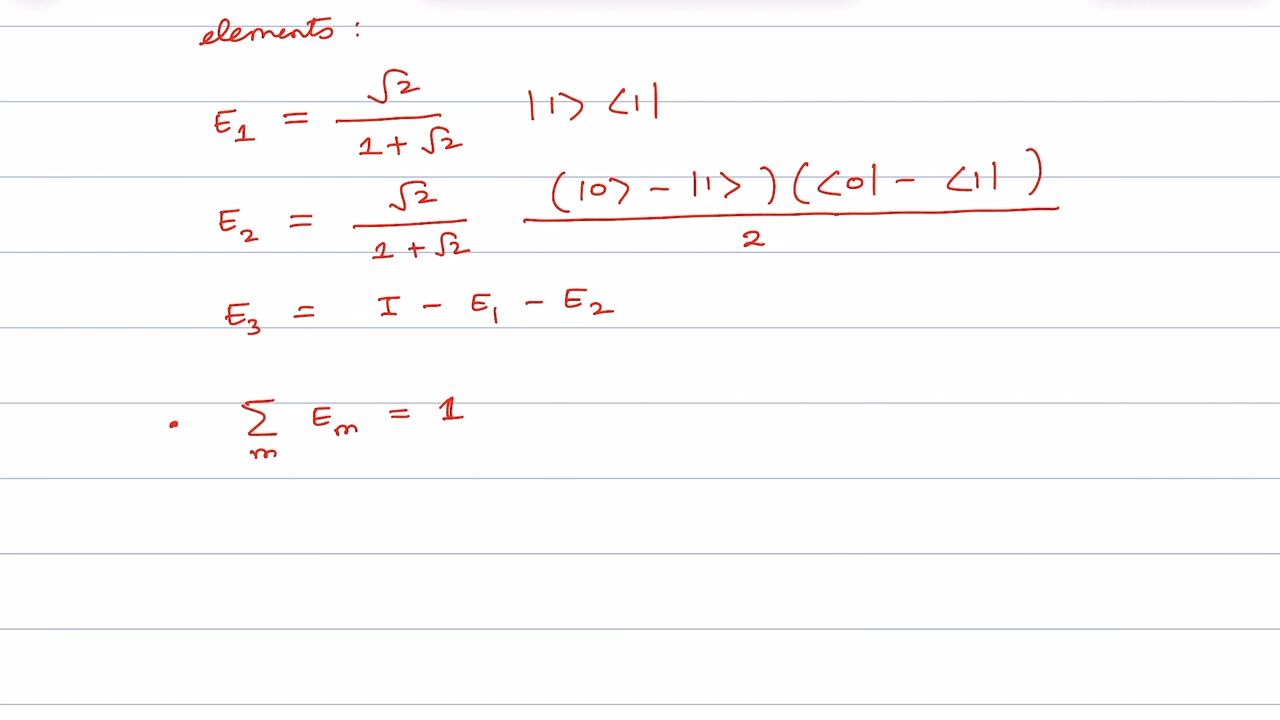 elements :
E₁ = √2 / (1 + √2) |1> <1|
E₂ = √2 / (1 + √2) (|0> - |1>)(<0| - <1|) / 2
E₃ = I - E₁ - E₂
• ∑ₘ Eₘ = 1